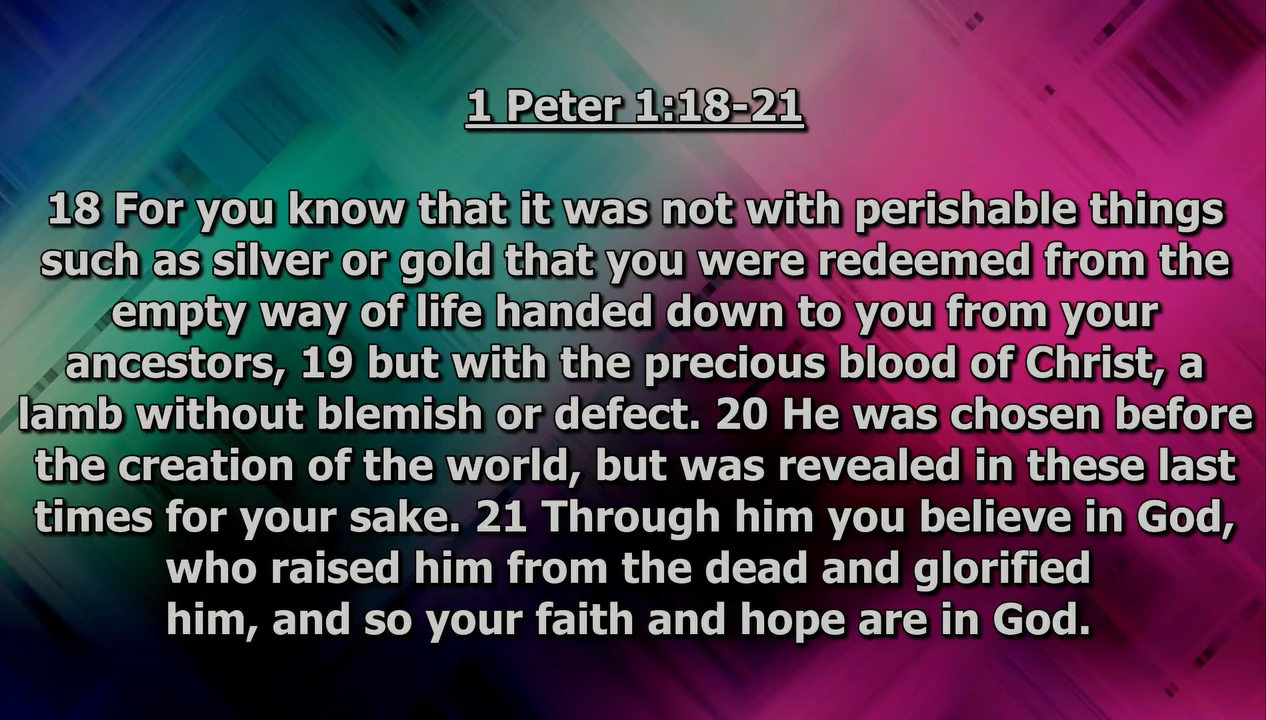 1 Peter 1:18-21
18 For you know that it was not with perishable things
such as silver or gold that you were redeemed from the
empty way of life handed down to you from your
ancestors, 19 but with the precious blood of Christ, a
lamb without blemish or defect. 20 He was chosen before
the creation of the world, but was revealed in these last
times for your sake. 21 Through him you believe in God,
who raised him from the dead and glorified
him, and so your faith and hope are in God.